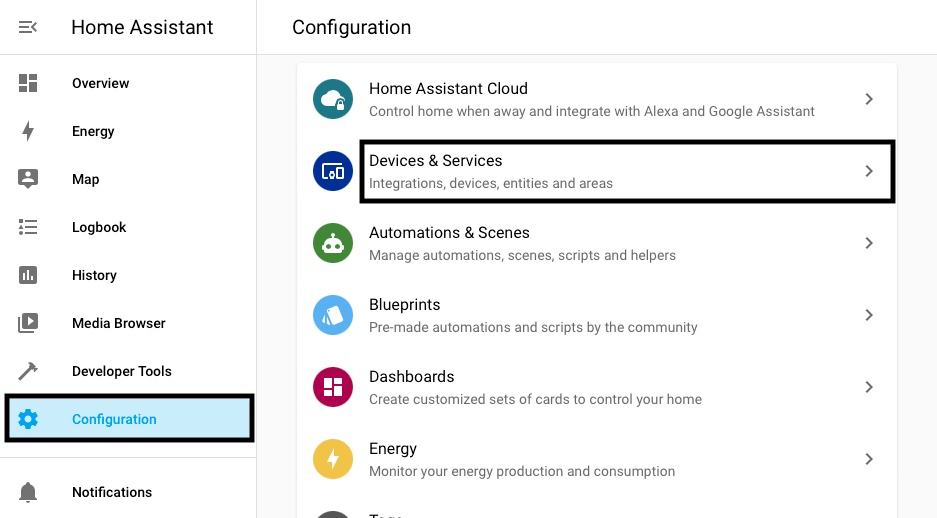 Home Assistant
Configuration
Overview
Energy
Map
Logbook
History
Media Browser
Developer Tools
Configuration
Notifications
Home Assistant Cloud
Control home when away and integrate with Alexa and Google Assistant
Devices & Services
Integrations, devices, entities and areas
Automations & Scenes
Manage automations, scenes, scripts and helpers
Blueprints
Pre-made automations and scripts by the community
Dashboards
Create customized sets of cards to control your home
Energy
Monitor your energy production and consumption